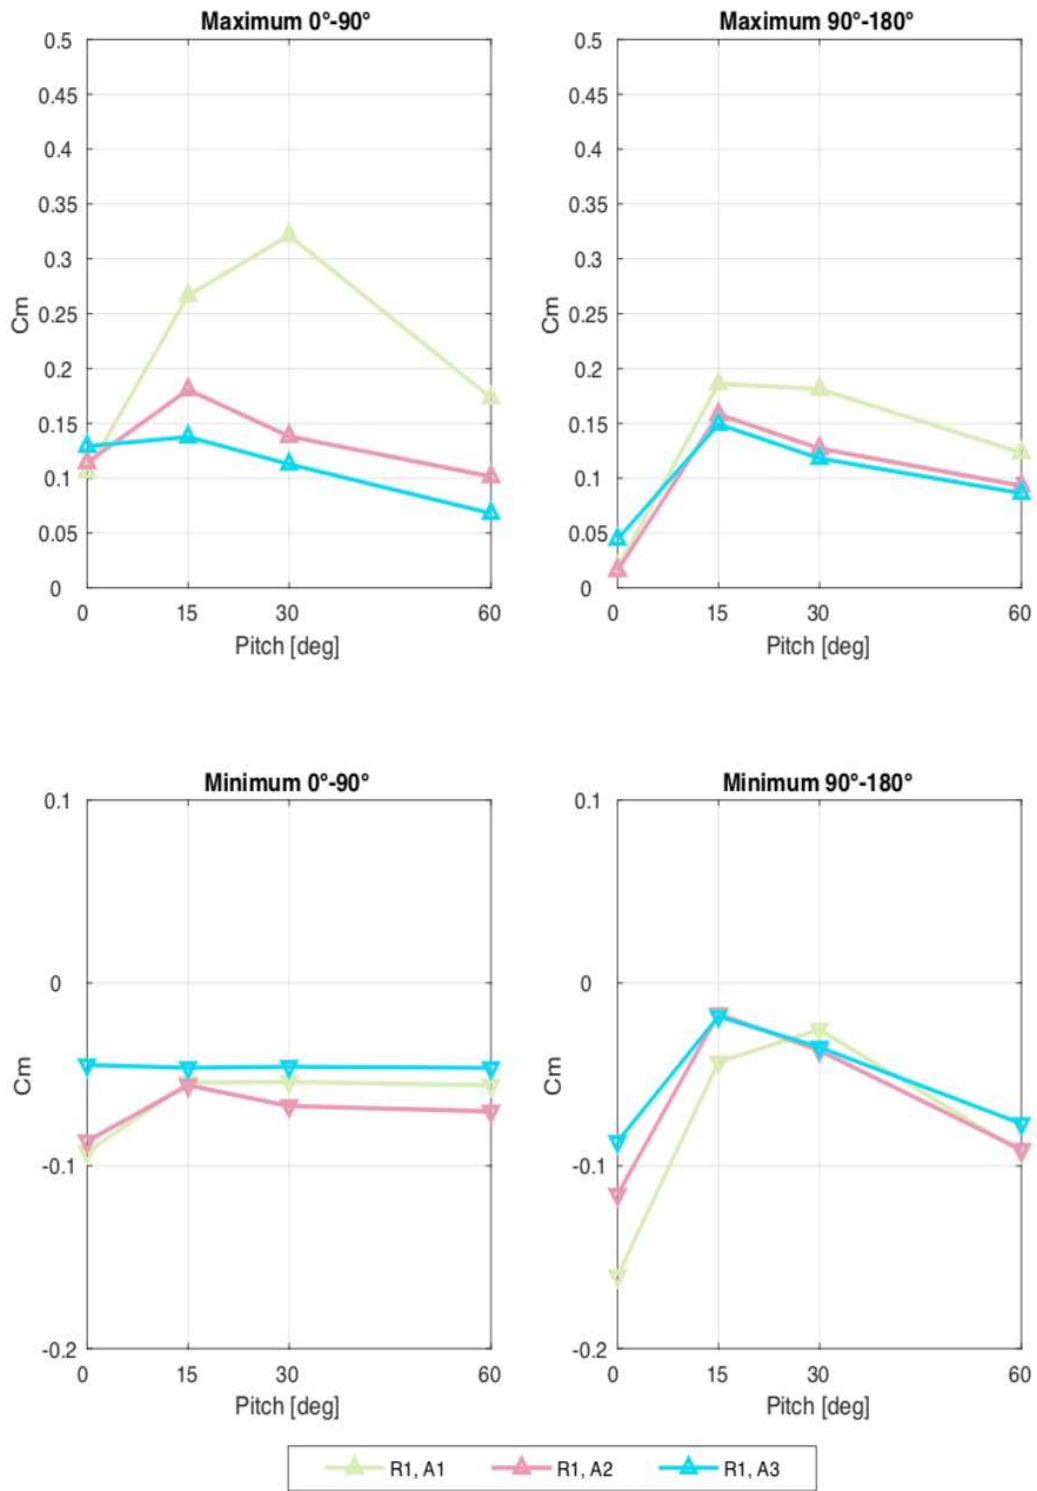 Maximum 0°-90°
0.5
0.45
0.4
0.35
0.3
0.25
0.2
0.15
0.1
0.05
0
Cm
0 15 30 60
Pitch [deg]
Maximum 90°-180°
0.5
0.45
0.4
0.35
0.3
0.25
0.2
0.15
0.1
0.05
0
Cm
0 15 30 60
Pitch [deg]
Minimum 0°-90°
0.1
0
-0.1
-0.2
Cm
0 15 30 60
Pitch [deg]
Minimum 90°-180°
0.1
0
-0.1
-0.2
Cm
0 15 30 60
Pitch [deg]
R1, A1 R1, A2 R1, A3